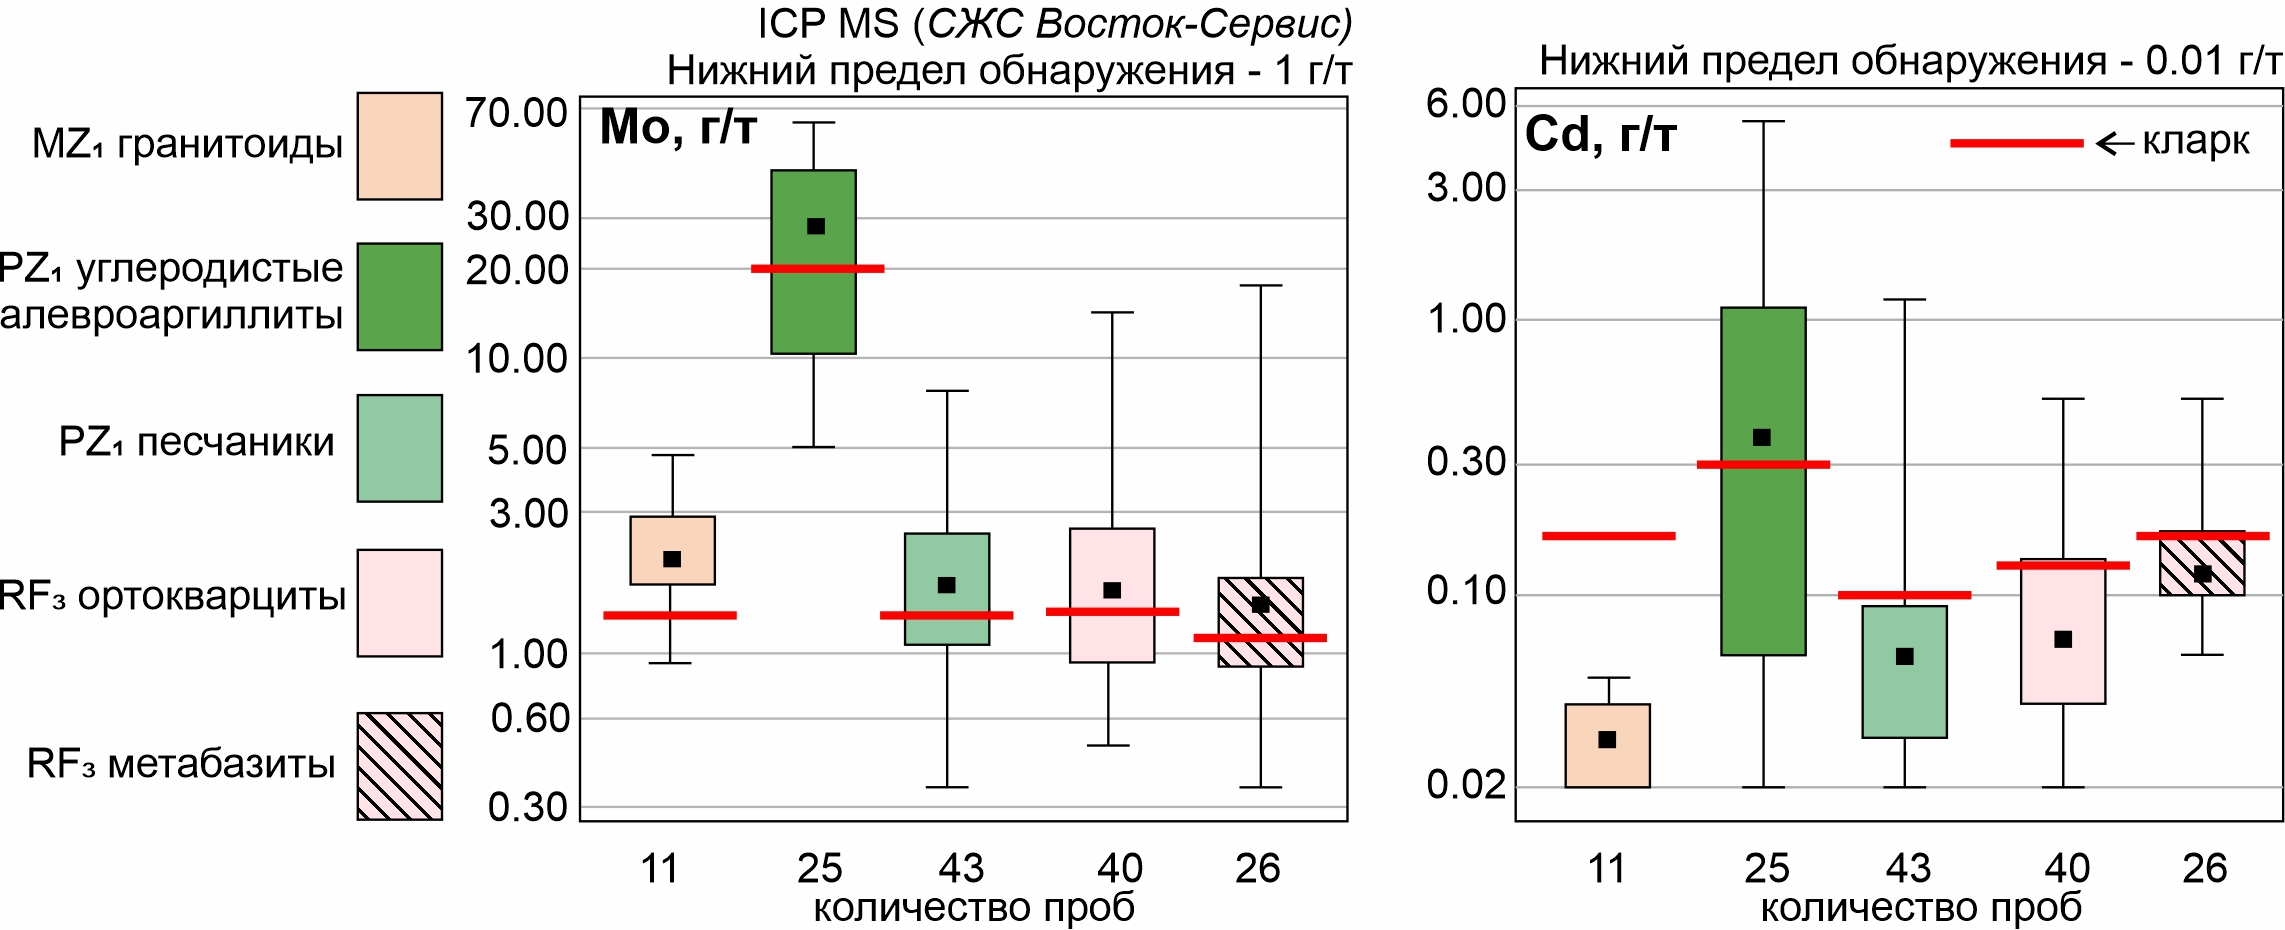 ICP MS (СЖС Восток-Сервис)
Нижний предел обнаружения - 1 г/т
Нижний предел обнаружения - 0.01 г/т
MZ₁ гранитоиды
PZ₁ углеродистые
алевроаргиллиты
PZ₁ песчаники
RF₃ ортокварциты
RF₃ метабазиты
Mo, г/т
70.00
30.00
20.00
10.00
5.00
3.00
1.00
0.60
0.30
11 25 43 40 26
количество проб
Cd, г/т
← кларк
6.00
3.00
1.00
0.30
0.10
0.02
11 25 43 40 26
количество проб